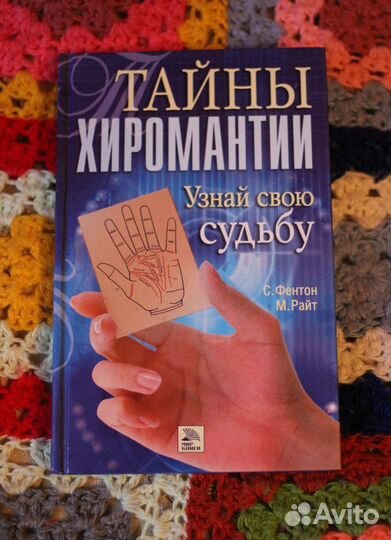 ТАЙНЫ
ХИРОМАНТИИ
Узнай свою
судьбу
С. Фентон
М. Райт
МИР
КНИГИ
Avito